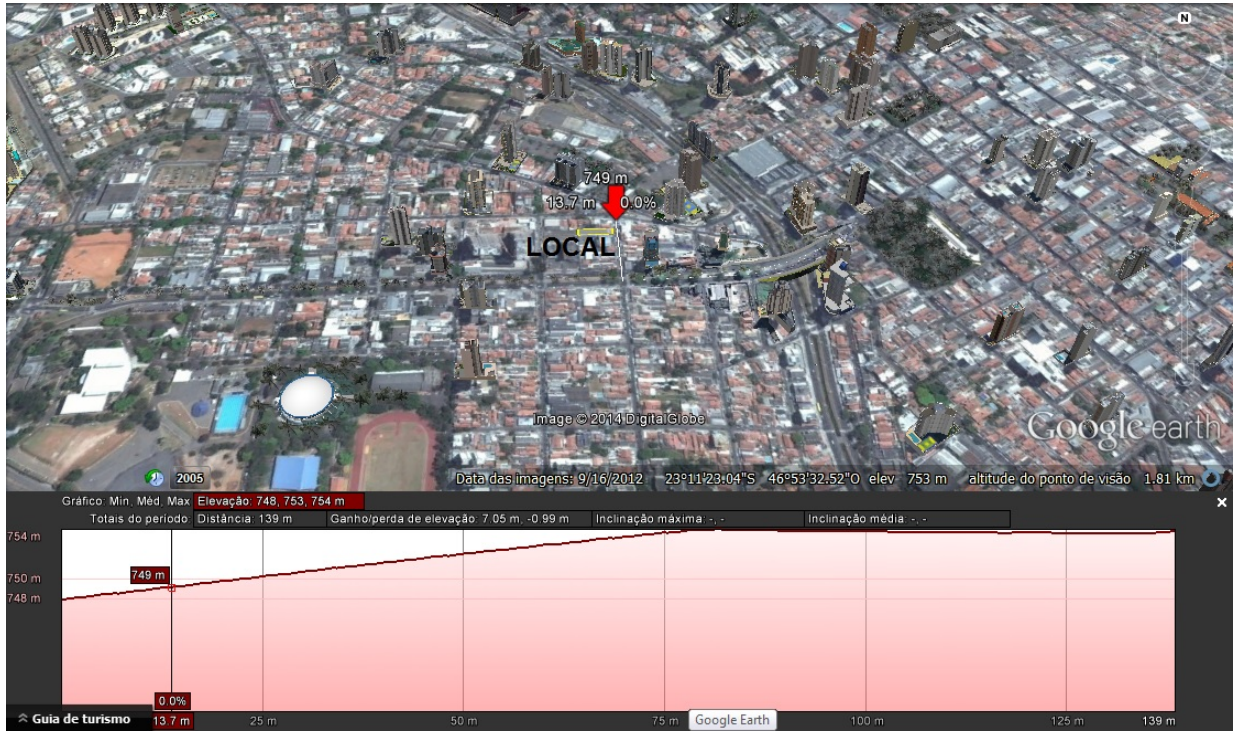 N
749 m
13.7 m 0.0%
LOCAL
Image © 2014 DigitalGlobe
Google earth
2005
Data das imagens: 9/16/2012 23°11'23.04"S 46°53'32.52"O elev 753 m altitude do ponto de visão 1.81 km
Gráfico: Min, Méd, Max Elevação: 748, 753, 754 m
Totais do período Distância: 139 m Ganho/perda de elevação: 7.05 m, -0.99 m Inclinação máxima: -, - Inclinação média: -, -
754 m
749 m
750 m
748 m
0.0%
Guia de turismo
13.7 m 25 m 50 m 75 m Google Earth 100 m 125 m 139 m